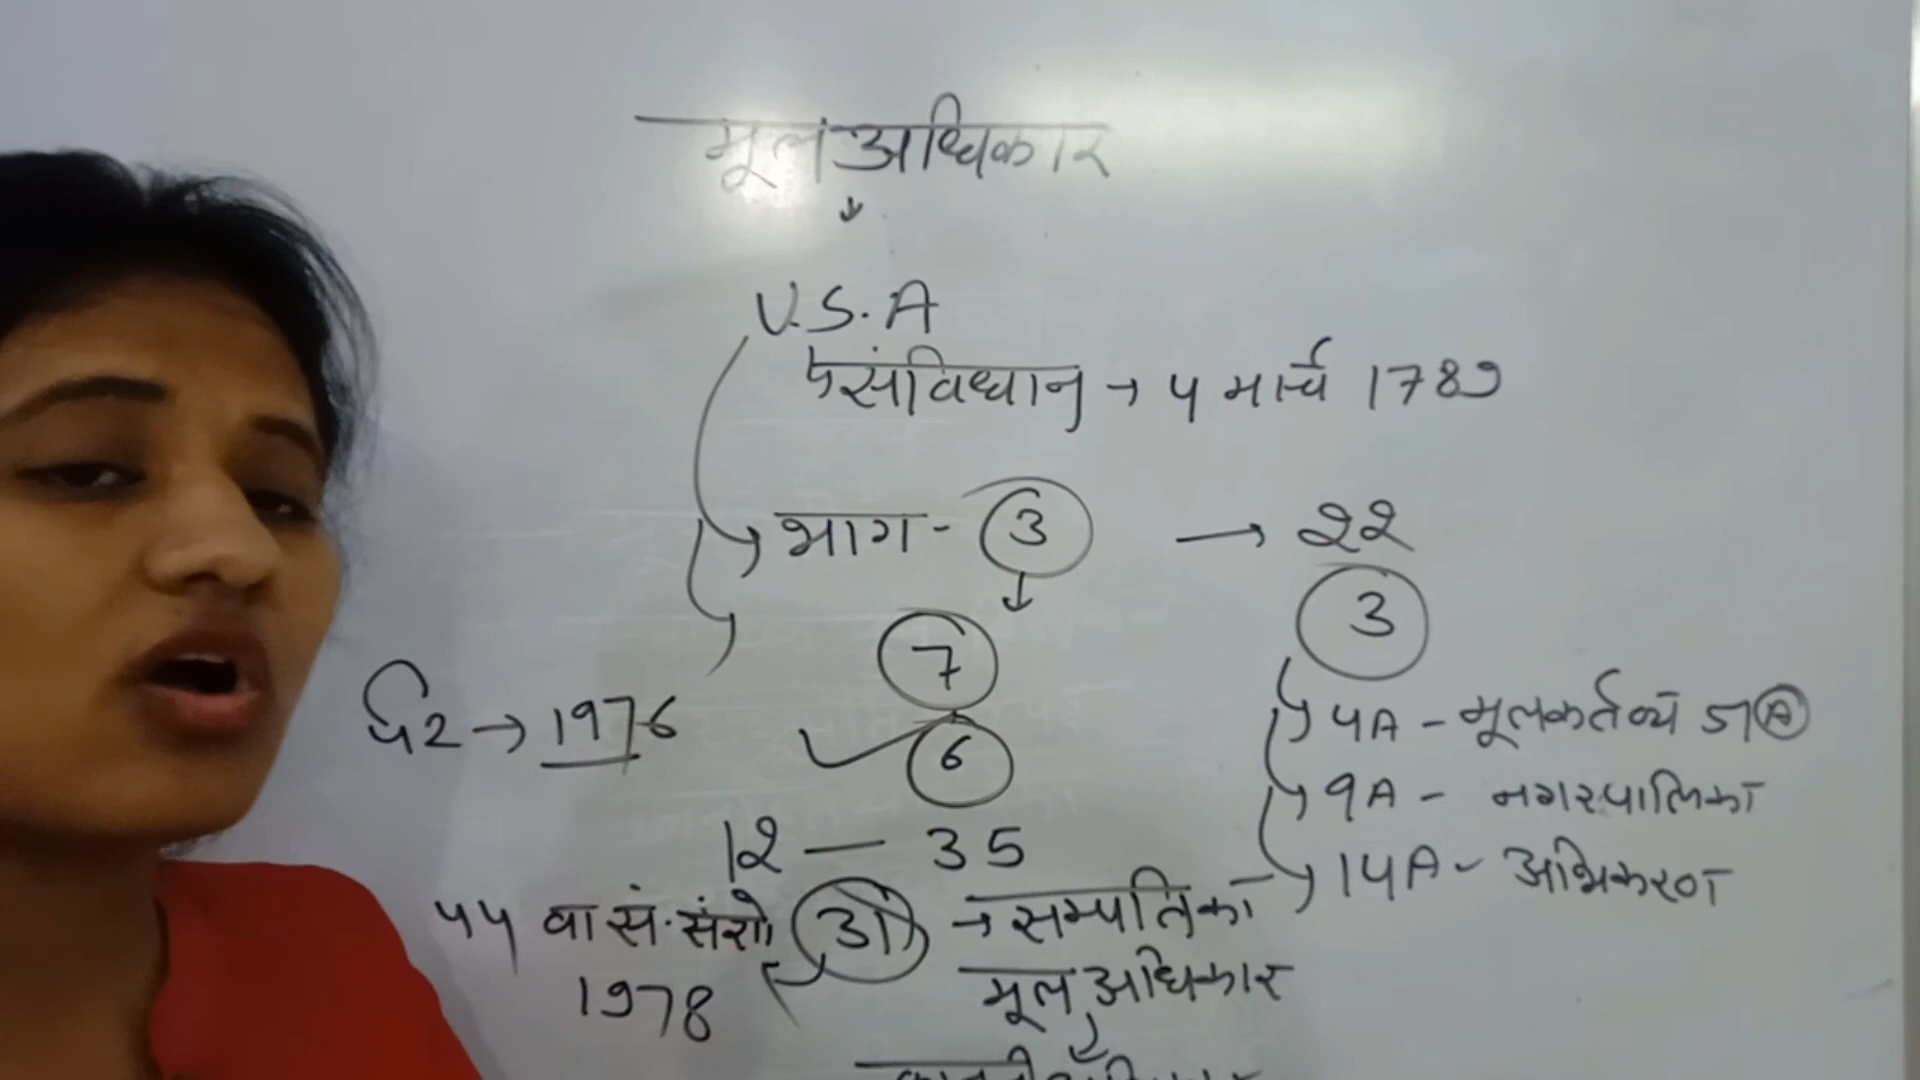 मूल अधिकार
↓
U.S.A
↳ संविधान → 4 मार्च 1789
→ भाग - 3 → 22
3
7
6
42 → 1976
↳ 4A - मूलकर्तव्य 51 A
↳ 9A - नगरपालिका
↳ 14A - अभिकरण
12 — 35
44 वा सं. संशो 31 → सम्पतिका
1978 मूल अधिकार